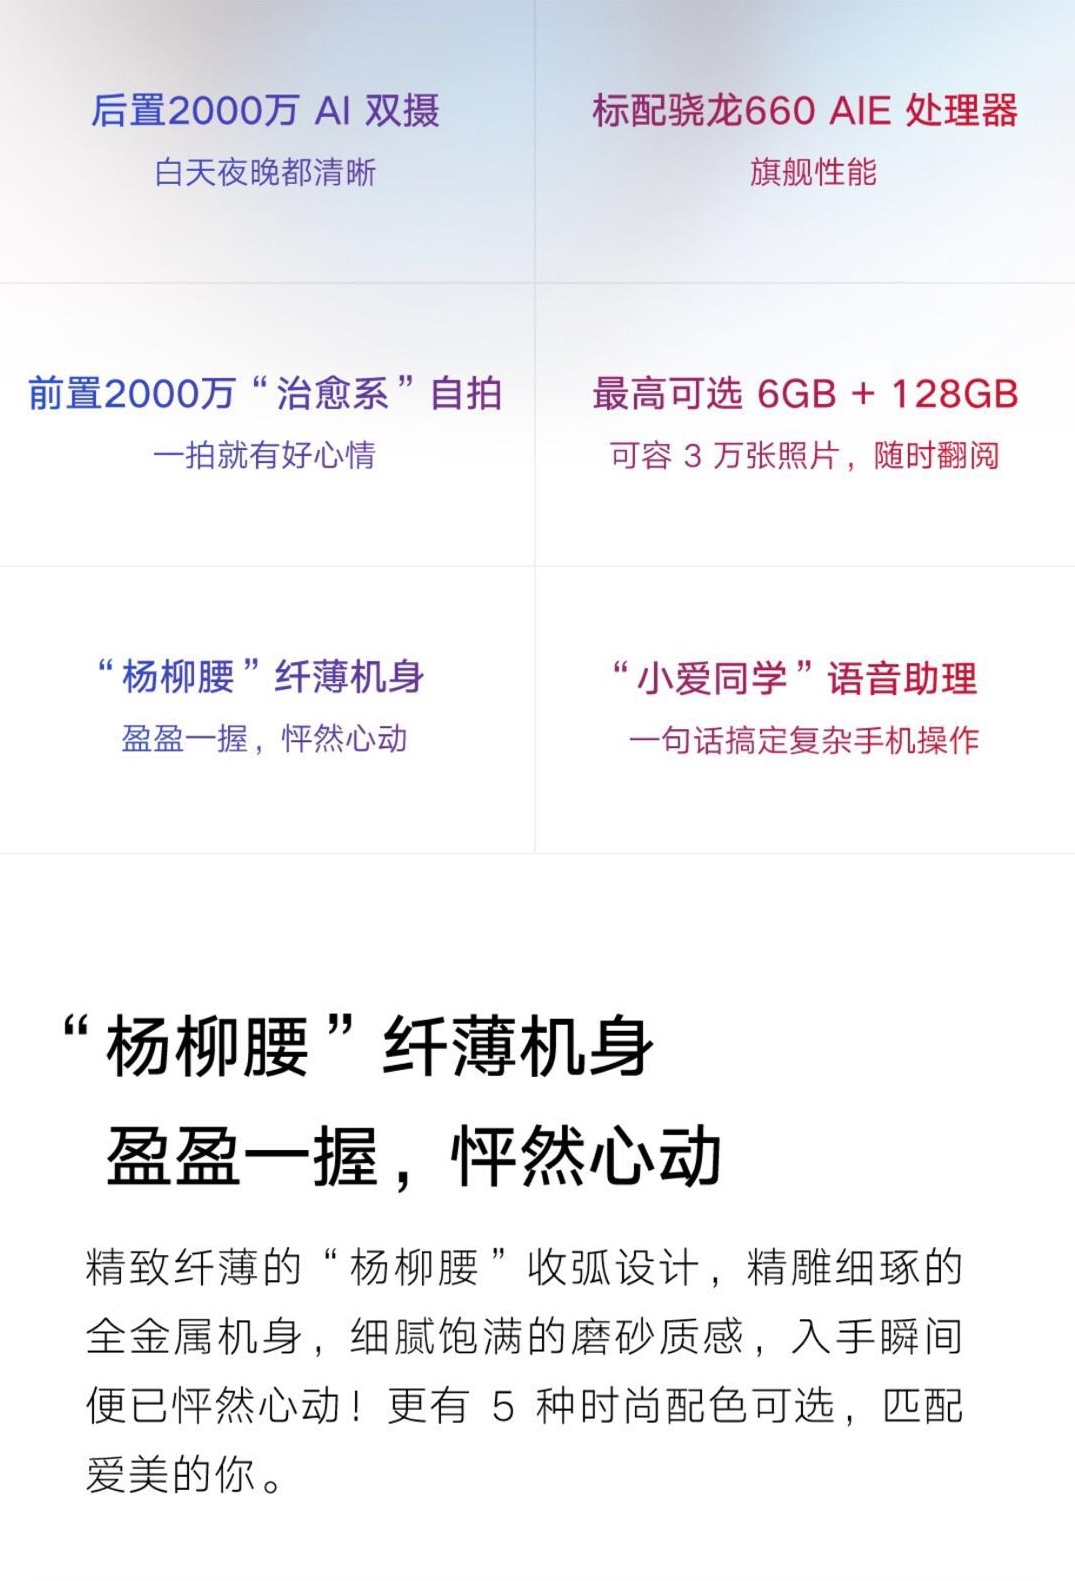 后置2000万 AI 双摄
白天夜晚都清晰
标配骁龙660 AIE 处理器
旗舰性能
前置2000万“治愈系”自拍
一拍就有好心情
最高可选 6GB + 128GB
可容 3 万张照片，随时翻阅
“杨柳腰”纤薄机身
盈盈一握，怦然心动
“小爱同学”语音助理
一句话搞定复杂手机操作
“杨柳腰”纤薄机身
盈盈一握，怦然心动
精致纤薄的“杨柳腰”收弧设计，精雕细琢的
全金属机身，细腻饱满的磨砂质感，入手瞬间
便已怦然心动！更有 5 种时尚配色可选，匹配
爱美的你。